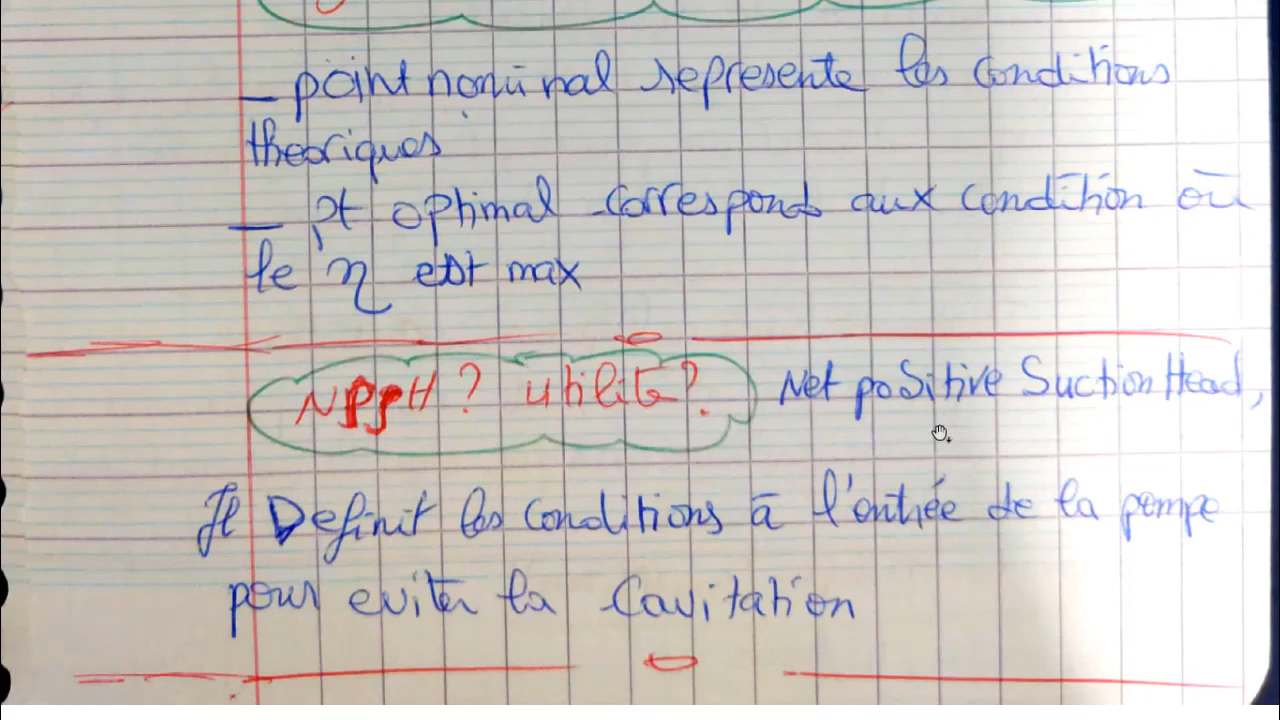 _ point nominal represente les conditions
theoriques
_ pt optimal correspond aux condition où
le η est max
NPSH ? utilité ? Net positive Suction Head,
Il Definit les conditions à l'entrée de la pompe
pour eviter la Cavitation